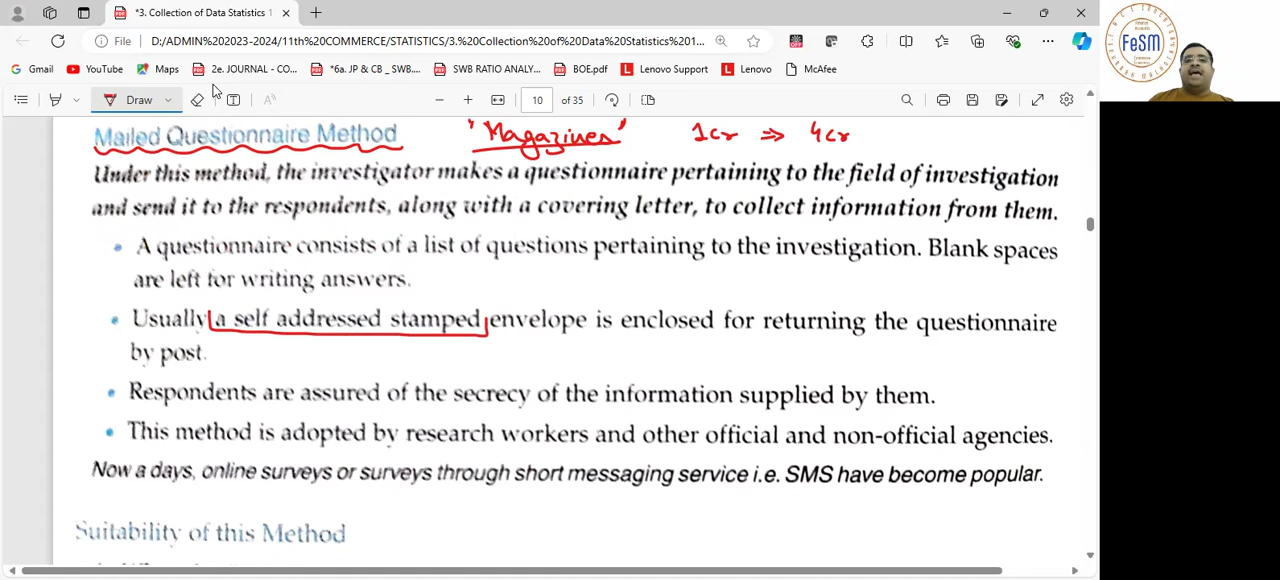 *3. Collection of Data Statistics 1
File D:/ADMIN%202023-2024/11th%20COMMERCE/STATIS/3.%20Collection%20of%20Data%20Statistics%201...
Gmail YouTube Maps 2e. JOURNAL - CO... *6a. JP & CB _ SWB.... SWB RATIO ANALY... BOE.pdf Lenovo Support Lenovo McAfee
Draw 10 of 35
Mailed Questionnaire Method "Magazines" 1cr ⇒ 4cr
Under this method, the investigator makes a questionnaire pertaining to the field of investigation
and send it to the respondents, along with a covering letter, to collect information from them.
• A questionnaire consists of a list of questions pertaining to the investigation. Blank spaces
are left for writing answers.
• Usually a self addressed stamped envelope is enclosed for returning the questionnaire
by post.
• Respondents are assured of the secrecy of the information supplied by them.
• This method is adopted by research workers and other official and non-official agencies.
Now a days, online surveys or surveys through short messaging service i.e. SMS have become popular.
Suitability of this Method
FeSM